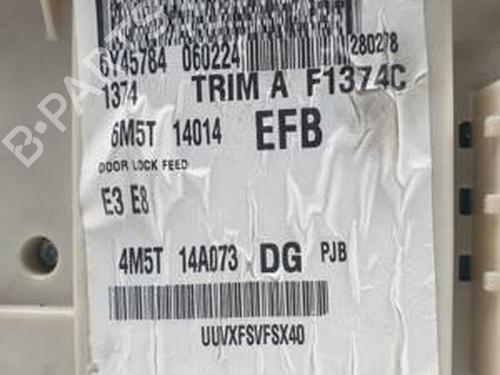 6Y45784 060224 280278
1374 TRIM A F1374C
6M5T 14014 EFB
DOOR LOCK FEED
E3 E8
4M5T 14A073 DG PJB
UUVXFSVFSX40
B-PARTS